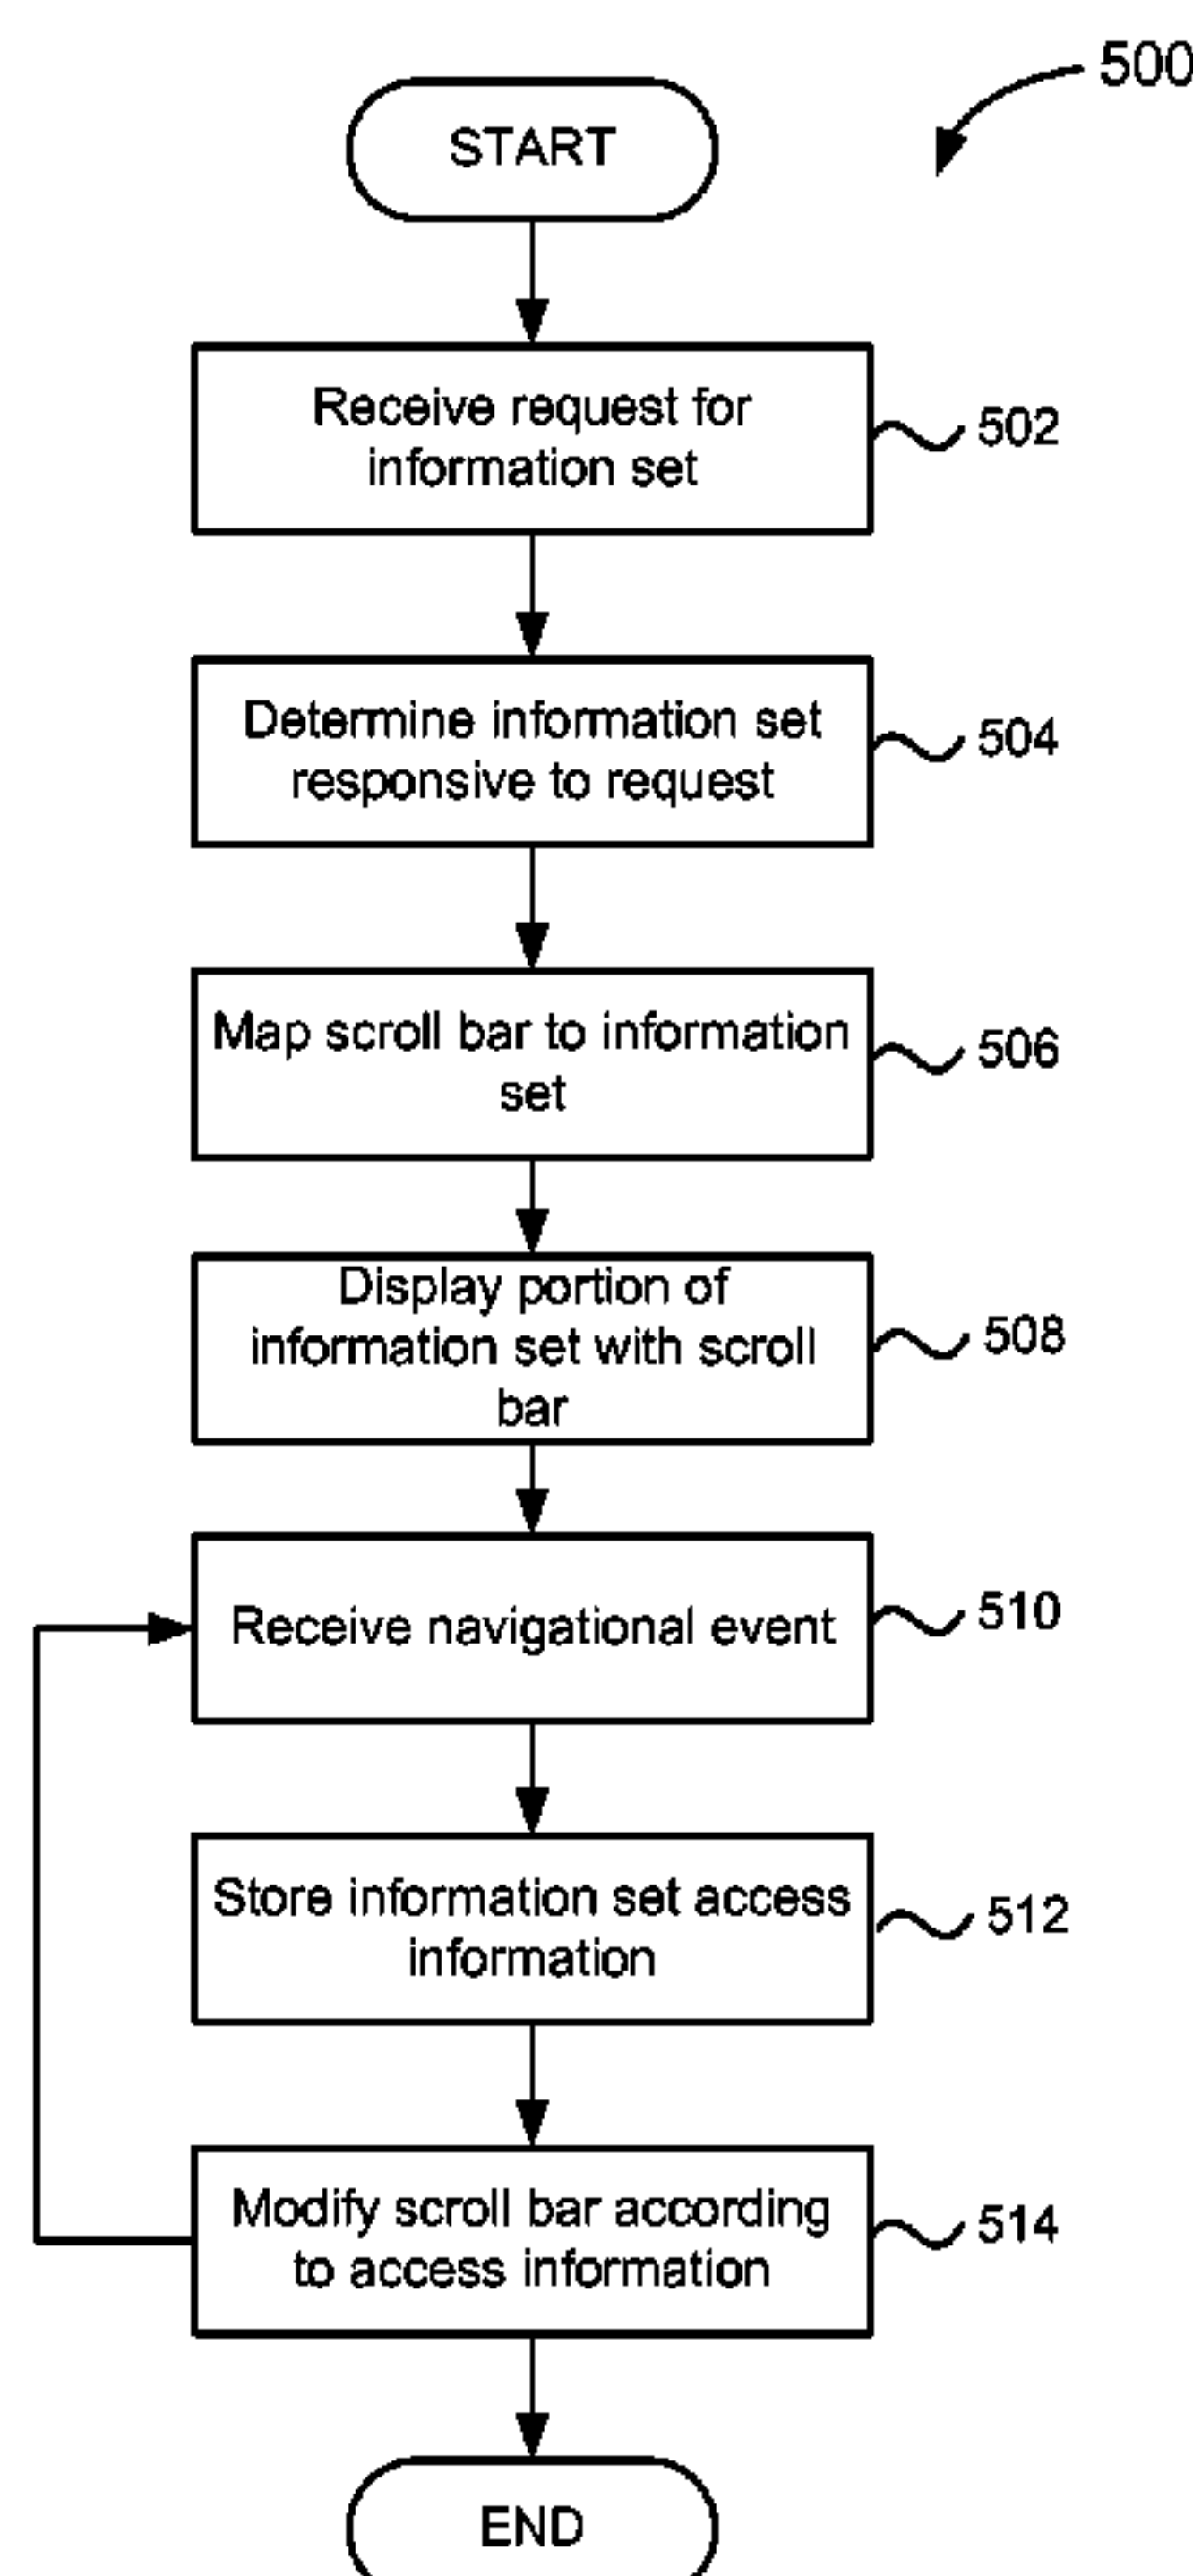 500
START
Receive request for
information set
502
Determine information set
responsive to request
504
Map scroll bar to information
set
506
Display portion of
information set with scroll
bar
508
Receive navigational event
510
Store information set access
information
512
Modify scroll bar according
to access information
514
END